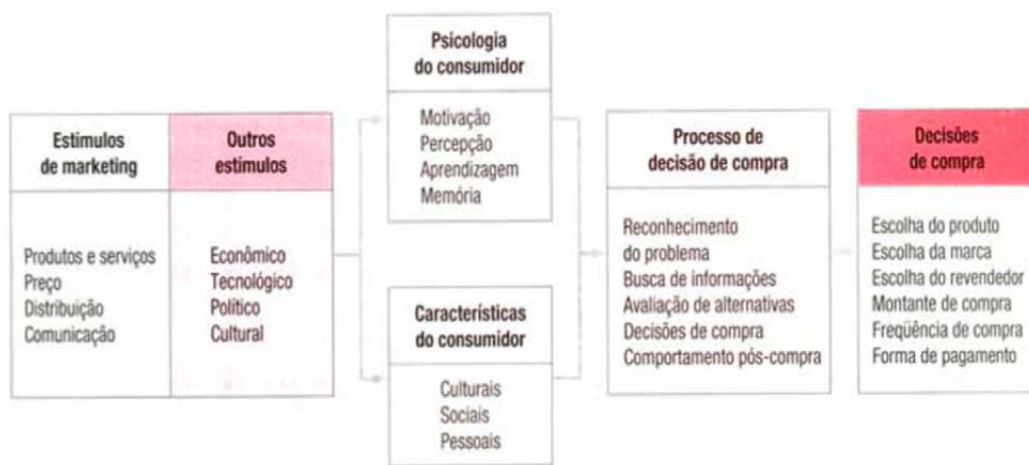 Estímulos
de marketing
Produtos e serviços
Preço
Distribuição
Comunicação
Outros
estímulos
Econômico
Tecnológico
Político
Cultural
Psicologia
do consumidor
Motivação
Percepção
Aprendizagem
Memória
Características
do consumidor
Culturais
Sociais
Pessoais
Processo de
decisão de compra
Reconhecimento
do problema
Busca de informações
Avaliação de alternativas
Decisões de compra
Comportamento pós-compra
Decisões
de compra
Escolha do produto
Escolha da marca
Escolha do revendedor
Montante de compra
Freqüência de compra
Forma de pagamento